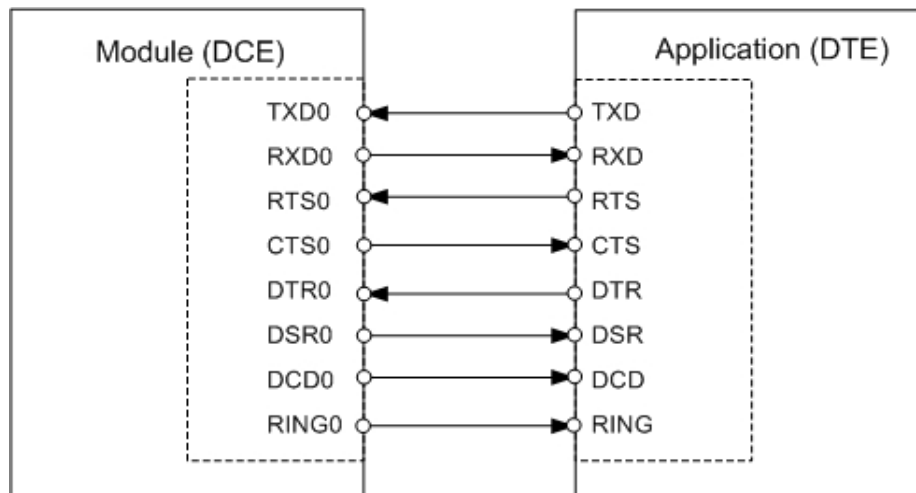 Module (DCE)
Application (DTE)
TXD0
TXD
RXD0
RXD
RTS0
RTS
CTS0
CTS
DTR0
DTR
DSR0
DSR
DCD0
DCD
RING0
RING